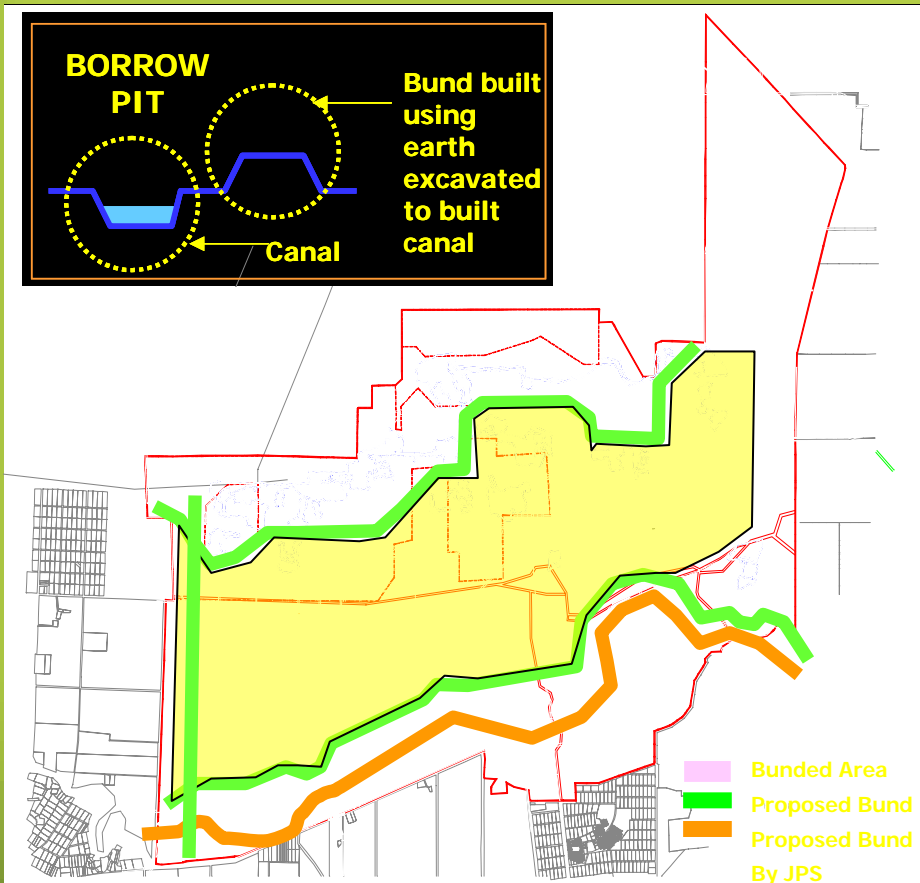 BORROW
PIT
Bund built
using
earth
excavated
to built
canal
Canal
Bunded Area
Proposed Bund
Proposed Bund
By JPS